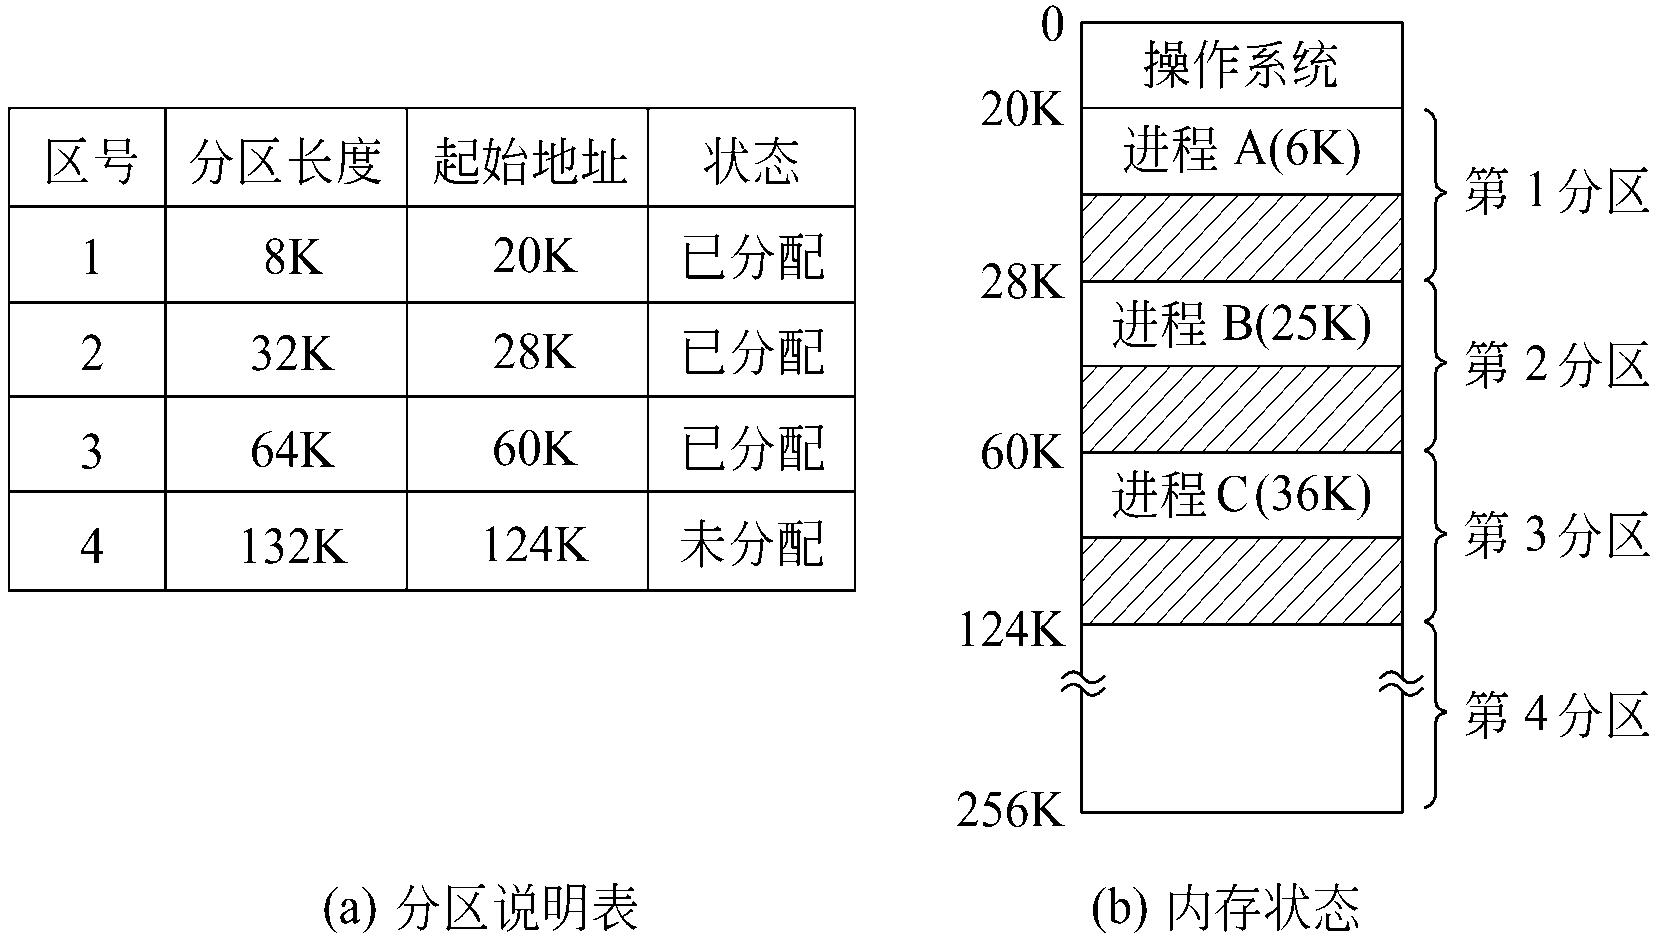 区号 分区长度 起始地址 状态
1 8K 20K 已分配
2 32K 28K 已分配
3 64K 60K 已分配
4 132K 124K 未分配
(a) 分区说明表
0
操作系统
20K
进程 A(6K)
第 1 分区
28K
进程 B(25K)
第 2 分区
60K
进程 C (36K)
第 3 分区
124K
第 4 分区
256K
(b) 内存状态